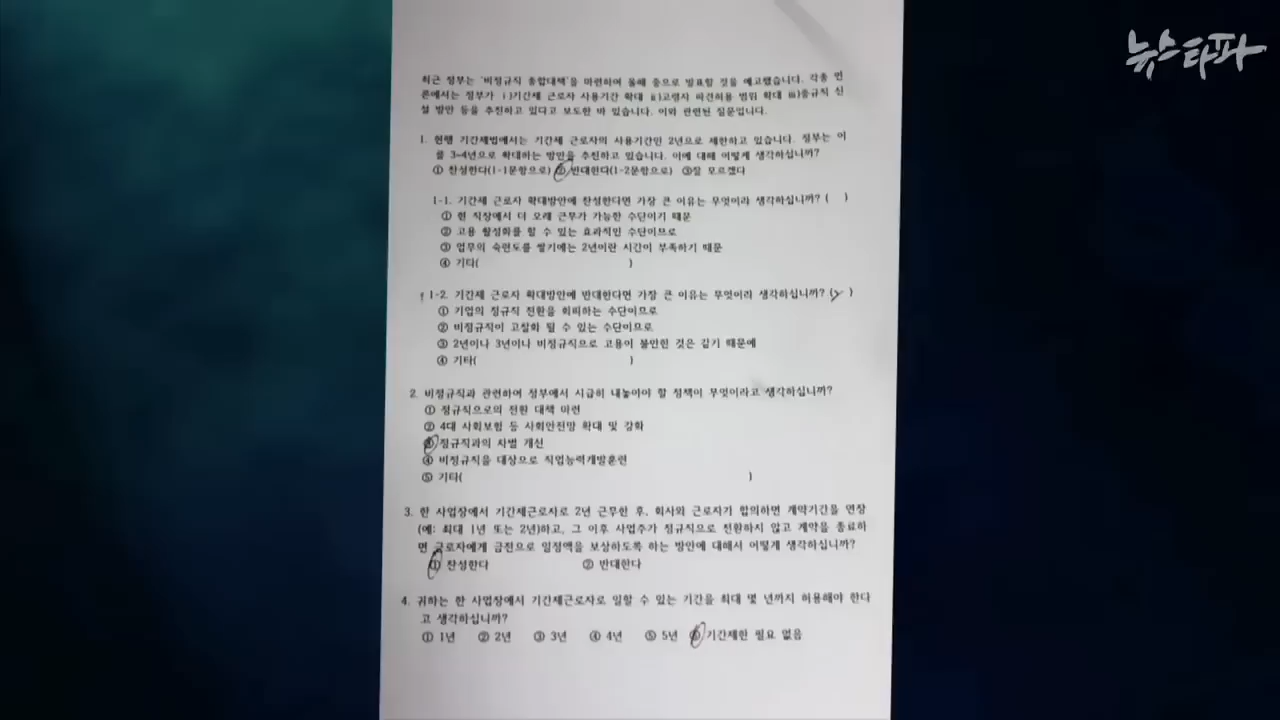 뉴스타파
최근 정부는 '비정규직 종합대책'을 마련하여 올해 중으로 발표할 것을 예고했습니다. 각종 언
론에서는 정부가 ⅰ)기간제 근로자 사용기간 확대 ⅱ)고령자 파견허용 범위 확대 ⅲ)중규직 신
설 방안 등을 추진하고 있다고 보도한 바 있습니다. 이와 관련된 질문입니다.
1. 현행 기간제법에서는 기간제 근로자의 사용기간만 2년으로 제한하고 있습니다. 정부는 이
를 3~4년으로 확대하는 방안을 추진하고 있습니다. 이에 대해 어떻게 생각하십니까?
① 찬성한다(1-1문항으로) ② 반대한다(1-2문항으로) ③잘 모르겠다
1-1. 기간제 근로자 확대방안에 찬성한다면 가장 큰 이유는 무엇이라 생각하십니까? ( )
① 현 직장에서 더 오래 근무가 가능한 수단이기 때문
② 고용 활성화를 할 수 있는 효과적인 수단이므로
③ 업무의 숙련도를 쌓기에는 2년이란 시간이 부족하기 때문
④ 기타( )
1-2. 기간제 근로자 확대방안에 반대한다면 가장 큰 이유는 무엇이라 생각하십니까? ( )
① 기업의 정규직 전환을 회피하는 수단이므로
② 비정규직이 고착화 될 수 있는 수단이므로
③ 2년이나 3년이나 비정규직으로 고용이 불안한 것은 같기 때문에
④ 기타( )
2. 비정규직과 관련하여 정부에서 시급히 내놓아야 할 정책이 무엇이라고 생각하십니까?
① 정규직으로의 전환 대책 마련
② 4대 사회보험 등 사회안전망 확대 및 강화
③ 정규직과의 차별 개선
④ 비정규직을 대상으로 직업능력개발훈련
⑤ 기타( )
3. 한 사업장에서 기간제근로자로 2년 근무한 후, 회사와 근로자가 합의하면 계약기간을 연장
(예: 최대 1년 또는 2년)하고, 그 이후 사업주가 정규직으로 전환하지 않고 계약을 종료하
면 근로자에게 금전으로 일정액을 보상하도록 하는 방안에 대해서 어떻게 생각하십니까?
① 찬성한다 ② 반대한다
4. 귀하는 한 사업장에서 기간제근로자로 일할 수 있는 기간을 최대 몇 년까지 허용해야 한다
고 생각하십니까?
① 1년 ② 2년 ③ 3년 ④ 4년 ⑤ 5년 ⑥ 기간제한 필요 없음